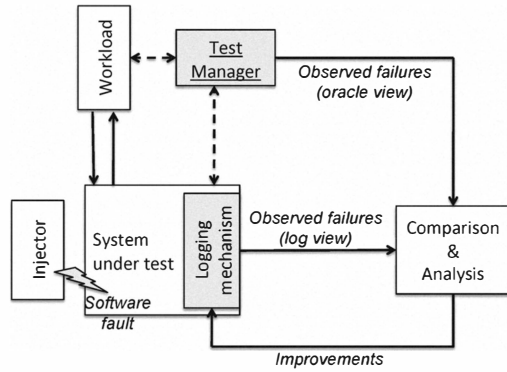 Workload
Test
Manager
Observed failures
(oracle view)
Injector
System
under test
Logging
mechanism
Observed failures
(log view)
Comparison
&
Analysis
Software
fault
Improvements